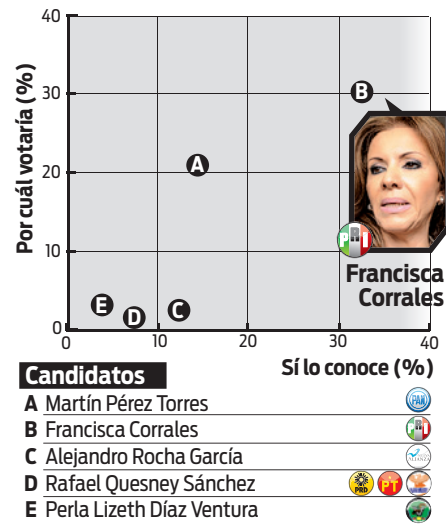 40
30
20
10
0
Por cuál votaría (%)
A
B
C
D
E
PRI
Francisca
Corrales
0 10 20 30 40
Sí lo conoce (%)
Candidatos
A Martín Pérez Torres PAN
B Francisca Corrales PRI
C Alejandro Rocha García ALIANZA
D Rafael Quesney Sánchez PRD PT
E Perla Lizeth Díaz Ventura